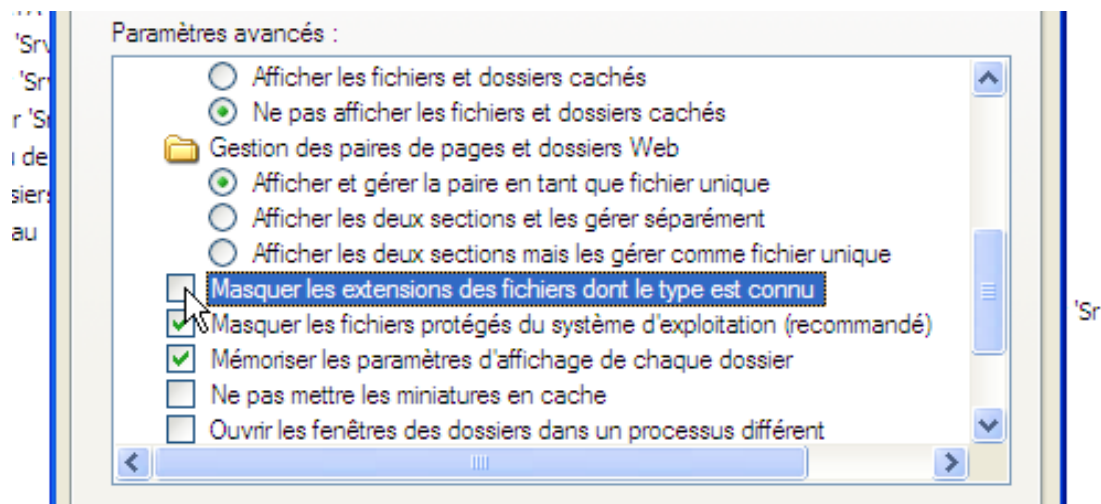 Paramètres avancés :
'Srv
Afficher les fichiers et dossiers cachés
Ne pas afficher les fichiers et dossiers cachés
Gestion des paires de pages et dossiers Web
Afficher et gérer la paire en tant que fichier unique
Afficher les deux sections et les gérer séparément
au
Afficher les deux sections mais les gérer comme fichier unique
Masquer les extensions des fichiers dont le type est connu
'Sr
Masquer les fichiers protégés du système d'exploitation (recommandé)
Mémoriser les paramètres d'affichage de chaque dossier
Ne pas mettre les miniatures en cache
Ouvrir les fenêtres des dossiers dans un processus différent